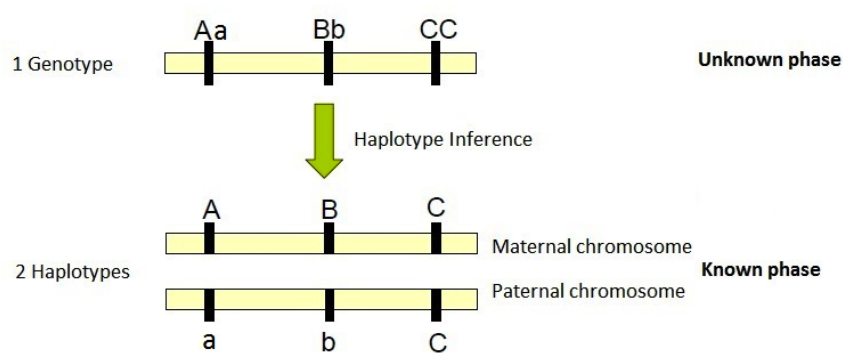 Aa Bb CC
1 Genotype Unknown phase
Haplotype Inference
A B C
Maternal chromosome
2 Haplotypes Known phase
Paternal chromosome
a b C